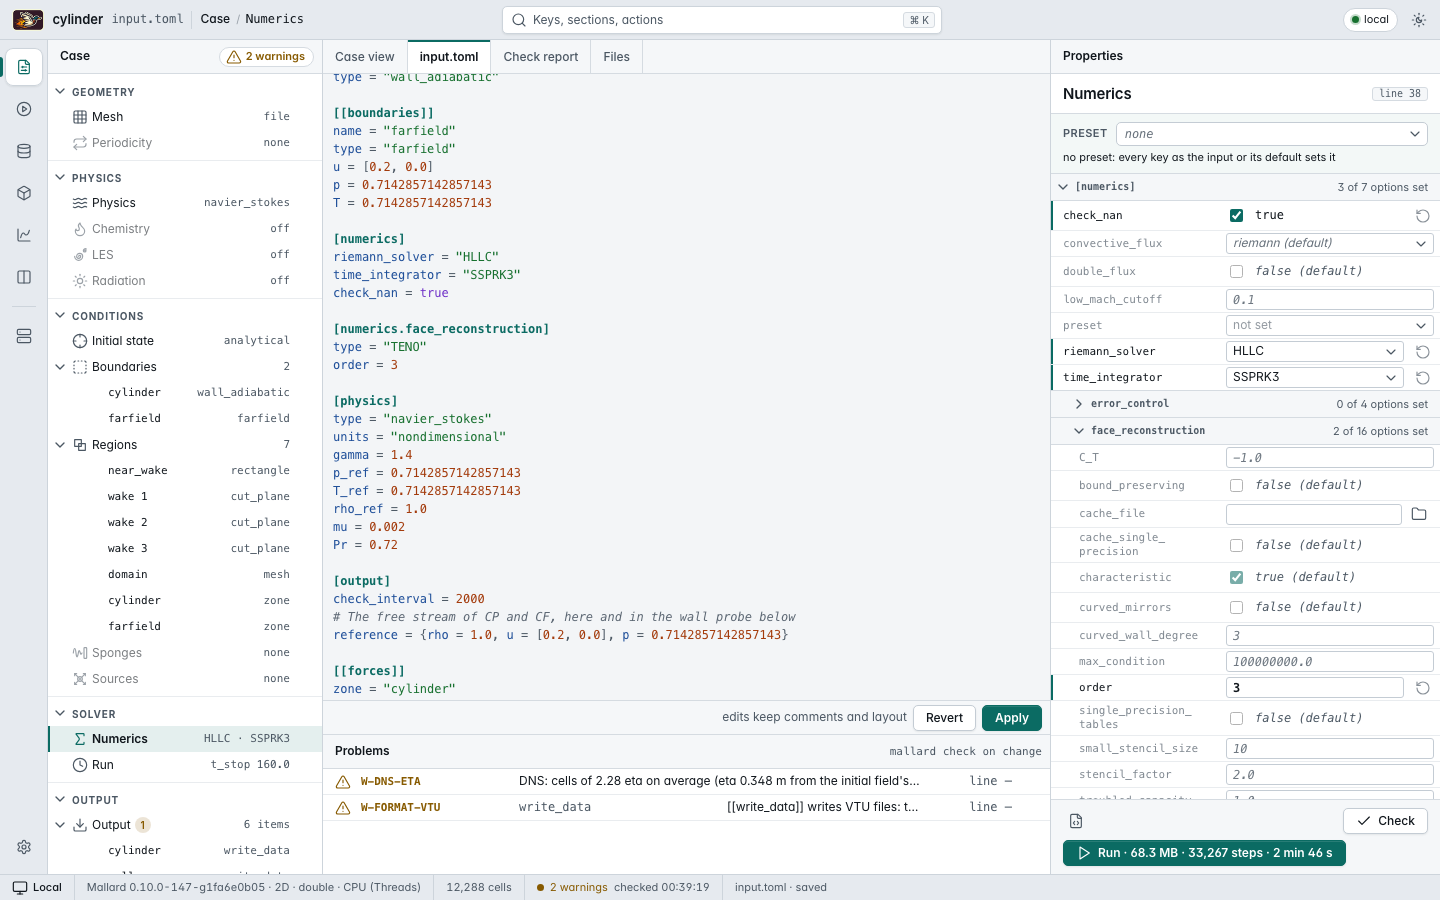 cylinder input.toml Case / Numerics
Keys, sections, actions ⌘ K
local
Case 2 warnings
GEOMETRY
Mesh file
Periodicity none
PHYSICS
Physics navier_stokes
Chemistry off
LES off
Radiation off
CONDITIONS
Initial state analytical
Boundaries 2
cylinder wall_adiabatic
farfield farfield
Regions 7
near_wake rectangle
wake 1 cut_plane
wake 2 cut_plane
wake 3 cut_plane
domain mesh
cylinder zone
farfield zone
Sponges none
Sources none
SOLVER
Numerics HLLC · SSPRK3
Run t_stop 160.0
OUTPUT
Output 1 6 items
cylinder write_data
Case view input.toml Check report Files
type = "wall_adiabatic"
[[boundaries]]
name = "farfield"
type = "farfield"
u = [0.2, 0.0]
p = 0.7142857142857143
T = 0.7142857142857143
[numerics]
riemann_solver = "HLLC"
time_integrator = "SSPRK3"
check_nan = true
[numerics.face_reconstruction]
type = "TENO"
order = 3
[physics]
type = "navier_stokes"
units = "nondimensional"
gamma = 1.4
p_ref = 0.7142857142857143
T_ref = 0.7142857142857143
rho_ref = 1.0
mu = 0.002
Pr = 0.72
[output]
check_interval = 2000
# The free stream of CP and CF, here and in the wall probe below
reference = {rho = 1.0, u = [0.2, 0.0], p = 0.7142857142857143}
[[forces]]
zone = "cylinder"
edits keep comments and layout Revert Apply
Problems mallard check on change
W-DNS-ETA DNS: cells of 2.28 eta on average (eta 0.348 m from the initial field's... line —
W-FORMAT-VTU write_data [[write_data]] writes VTU files: t... line —
Properties
Numerics line 38
PRESET none
no preset: every key as the input or its default sets it
[numerics] 3 of 7 options set
check_nan true
convective_flux riemann (default)
double_flux false (default)
low_mach_cutoff 0.1
preset not set
riemann_solver HLLC
time_integrator SSPRK3
error_control 0 of 4 options set
face_reconstruction 2 of 16 options set
C_T −1.0
bound_preserving false (default)
cache_file
cache_single_
precision false (default)
characteristic true (default)
curved_mirrors false (default)
curved_wall_degree 3
max_condition 100000000.0
order 3
single_precision_
tables false (default)
small_stencil_size 10
stencil_factor 2.0
Check
Run · 68.3 MB · 33,267 steps · 2 min 46 s
Local Mallard 0.10.0-147-g1fa6e0b05 · 2D · double · CPU (Threads) 12,288 cells 2 warnings checked 00:39:19 input.toml · saved